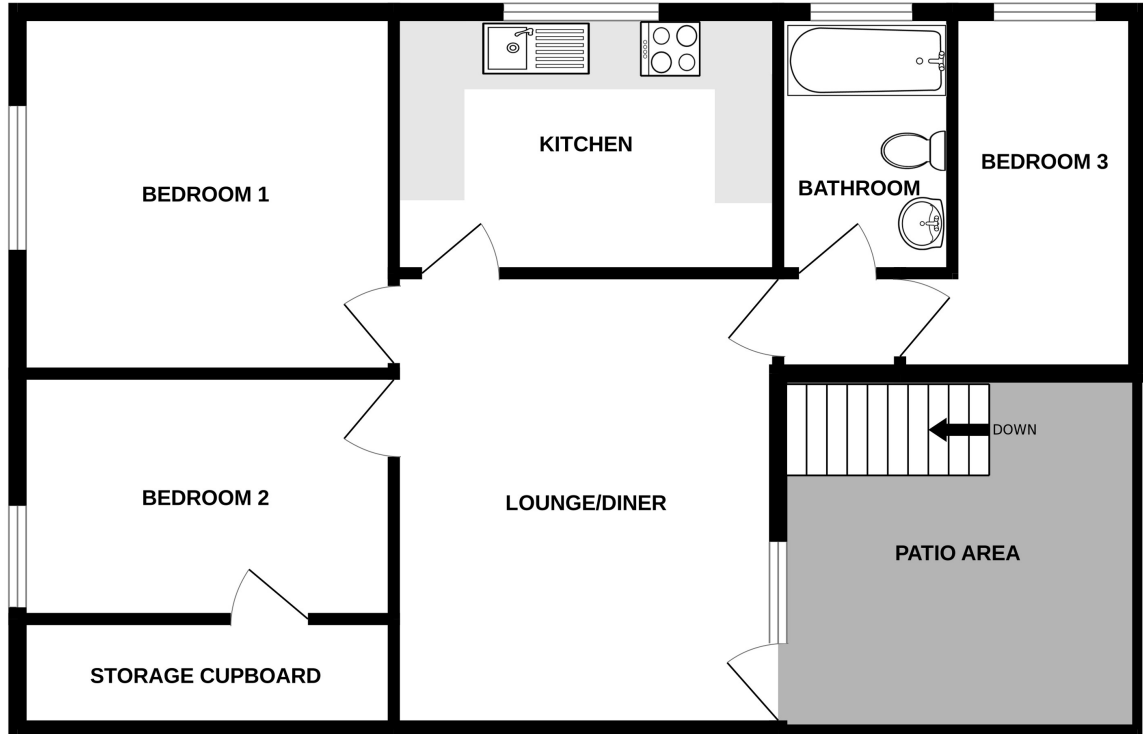 KITCHEN
BEDROOM 3
BATHROOM
BEDROOM 1
DOWN
BEDROOM 2
LOUNGE/DINER
PATIO AREA
STORAGE CUPBOARD